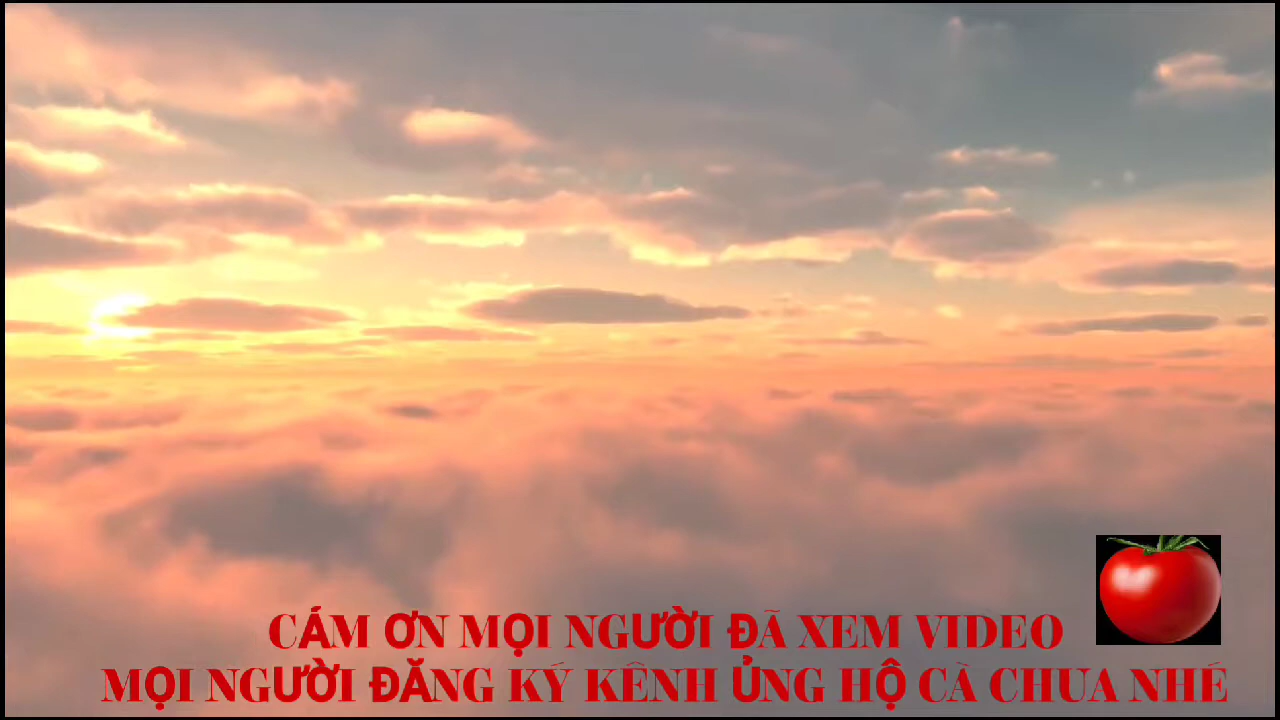 CÁM ƠN MỌI NGƯỜI ĐÃ XEM VIDEO
MỌI NGƯỜI ĐĂNG KÝ KÊNH ỦNG HỘ CÀ CHUA NHÉ